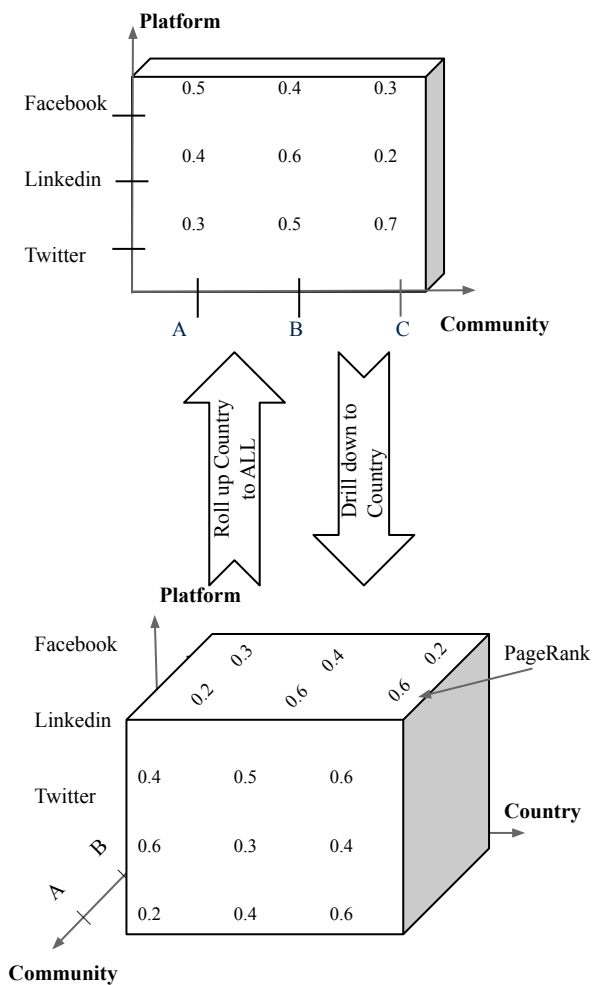 Platform
Facebook
0.5 0.4 0.3
Linkedin
0.4 0.6 0.2
Twitter
0.3 0.5 0.7
A B C
Community
Roll up Country
to ALL
Drill down to
Country
Platform
Facebook
0.3 0.4 0.2
PageRank
0.2 0.6 0.6
Linkedin
0.4 0.5 0.6
Twitter
Country
B
0.6 0.3 0.4
A
0.2 0.4 0.6
Community